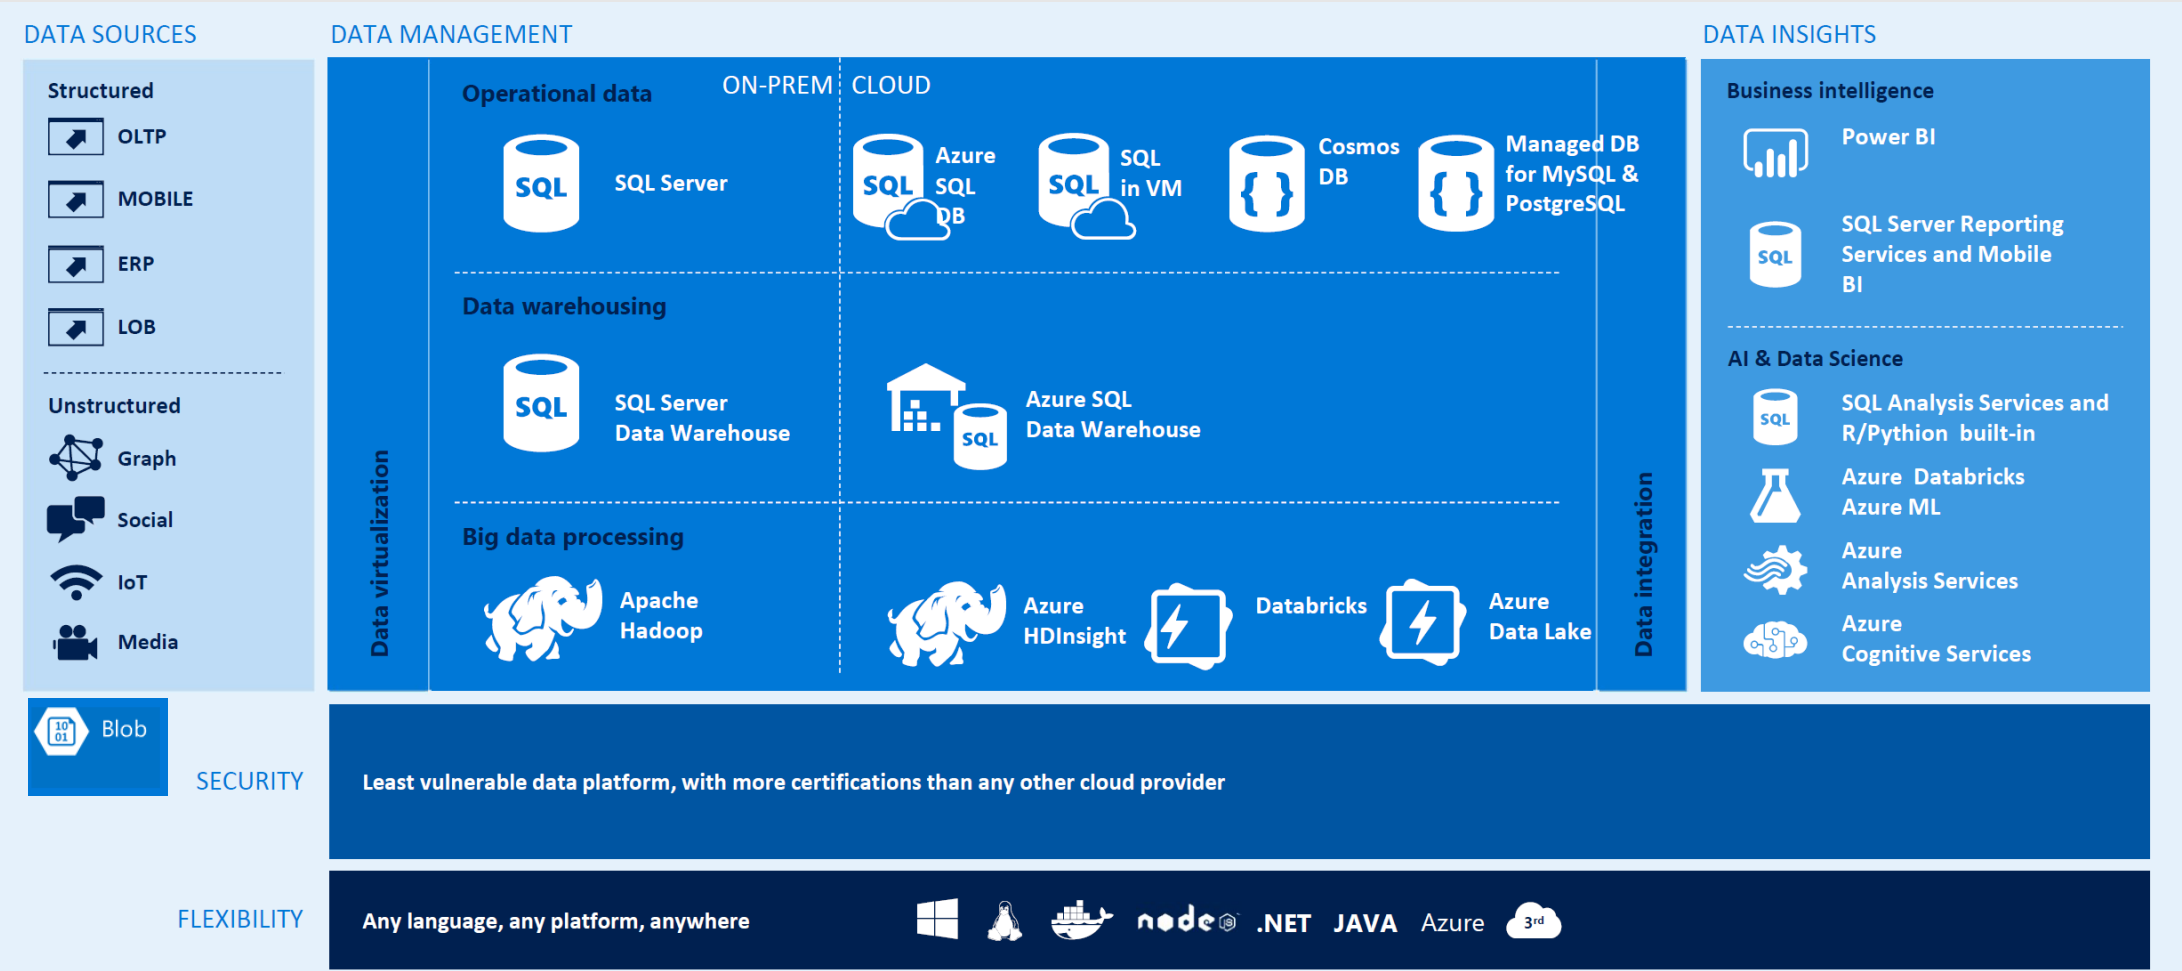 DATA SOURCES
Structured
OLTP
MOBILE
ERP
LOB
Unstructured
Graph
Social
IoT
Media
10
01
Blob
DATA MANAGEMENT
Data virtualization
ON-PREM
CLOUD
Operational data
SQL
SQL Server
SQL
Azure
SQL
DB
SQL
SQL
in VM
{ }
Cosmos
DB
{ }
Managed DB
for MySQL &
PostgreSQL
Data warehousing
SQL
SQL Server
Data Warehouse
SQL
Azure SQL
Data Warehouse
Big data processing
Apache
Hadoop
Azure
HDInsight
Databricks
Azure
Data Lake
Data integration
DATA INSIGHTS
Business intelligence
Power BI
SQL
SQL Server Reporting
Services and Mobile
BI
AI & Data Science
SQL
SQL Analysis Services and
R/Pythion built-in
Azure Databricks
Azure ML
Azure
Analysis Services
Azure
Cognitive Services
SECURITY
Least vulnerable data platform, with more certifications than any other cloud provider
FLEXIBILITY
Any language, any platform, anywhere
node JS
.NET
JAVA
Azure
3rd